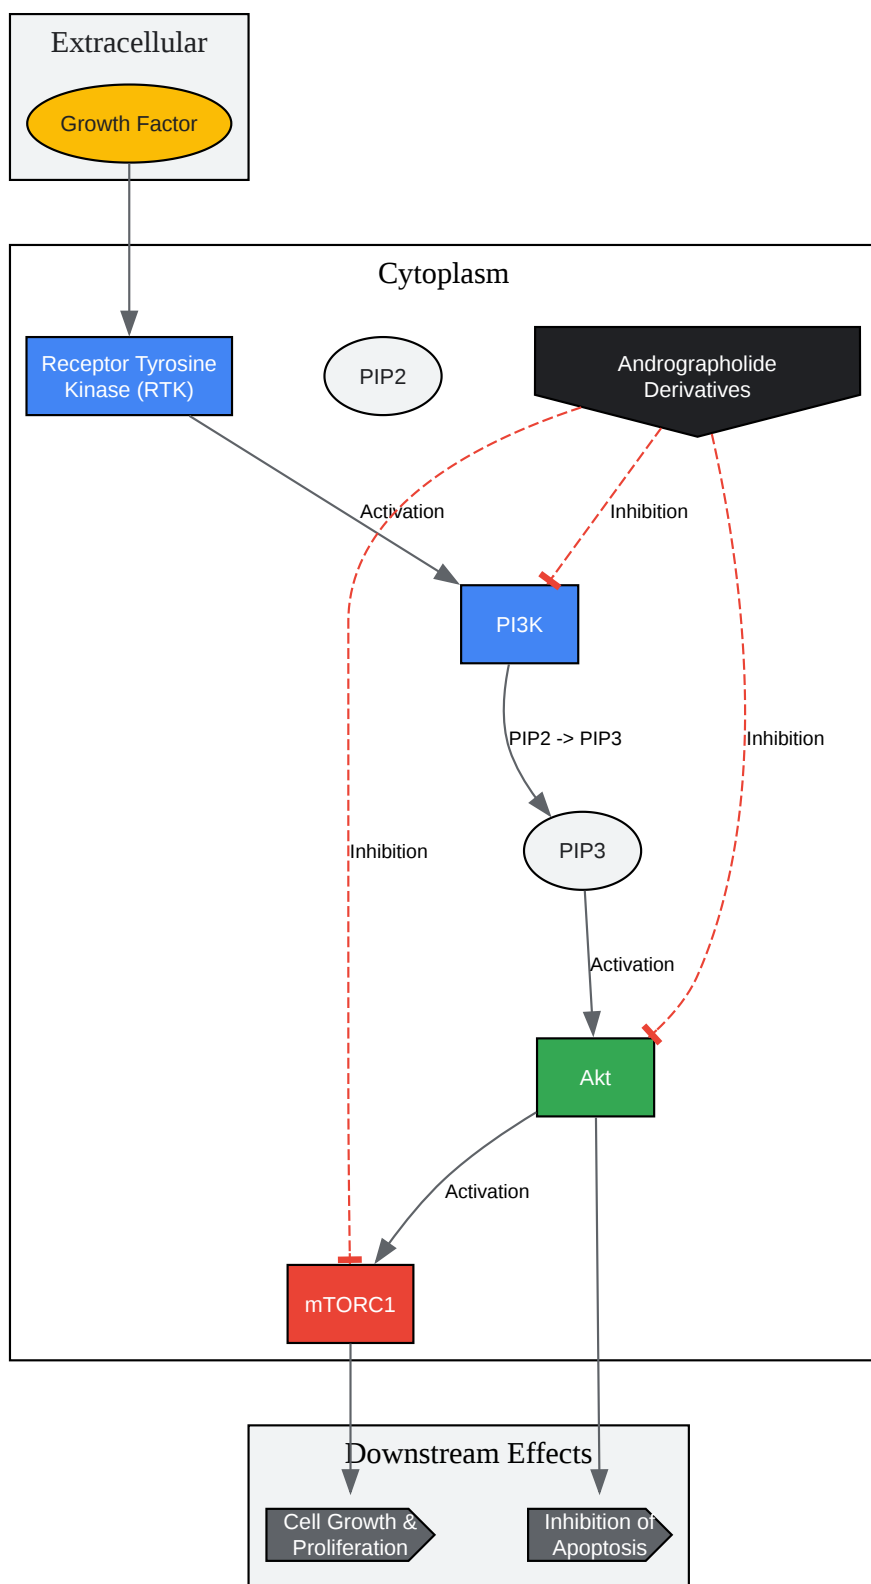 Extracellular
Growth Factor
Cytoplasm
Receptor Tyrosine
Kinase (RTK)
PIP2
Andrographolide
Derivatives
Activation
Inhibition
PI3K
PIP2 -> PIP3
Inhibition
PIP3
Inhibition
Activation
Akt
Activation
mTORC1
Downstream Effects
Cell Growth &
Proliferation
Inhibition of
Apoptosis